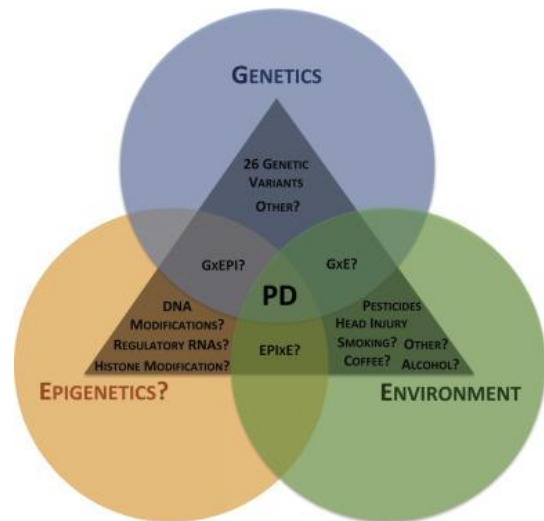 GENETICS
26 GENETIC
VARIANTS
OTHER?
GXEPI?
GXE?
PD
DNA
MODIFICATIONS?
REGULATORY RNAS?
HISTONE MODIFICATION?
EPIXE?
PESTICIDES
HEAD INJURY
SMOKING? OTHER?
COFFEE? ALCOHOL?
EPIGENETICS?
ENVIRONMENT